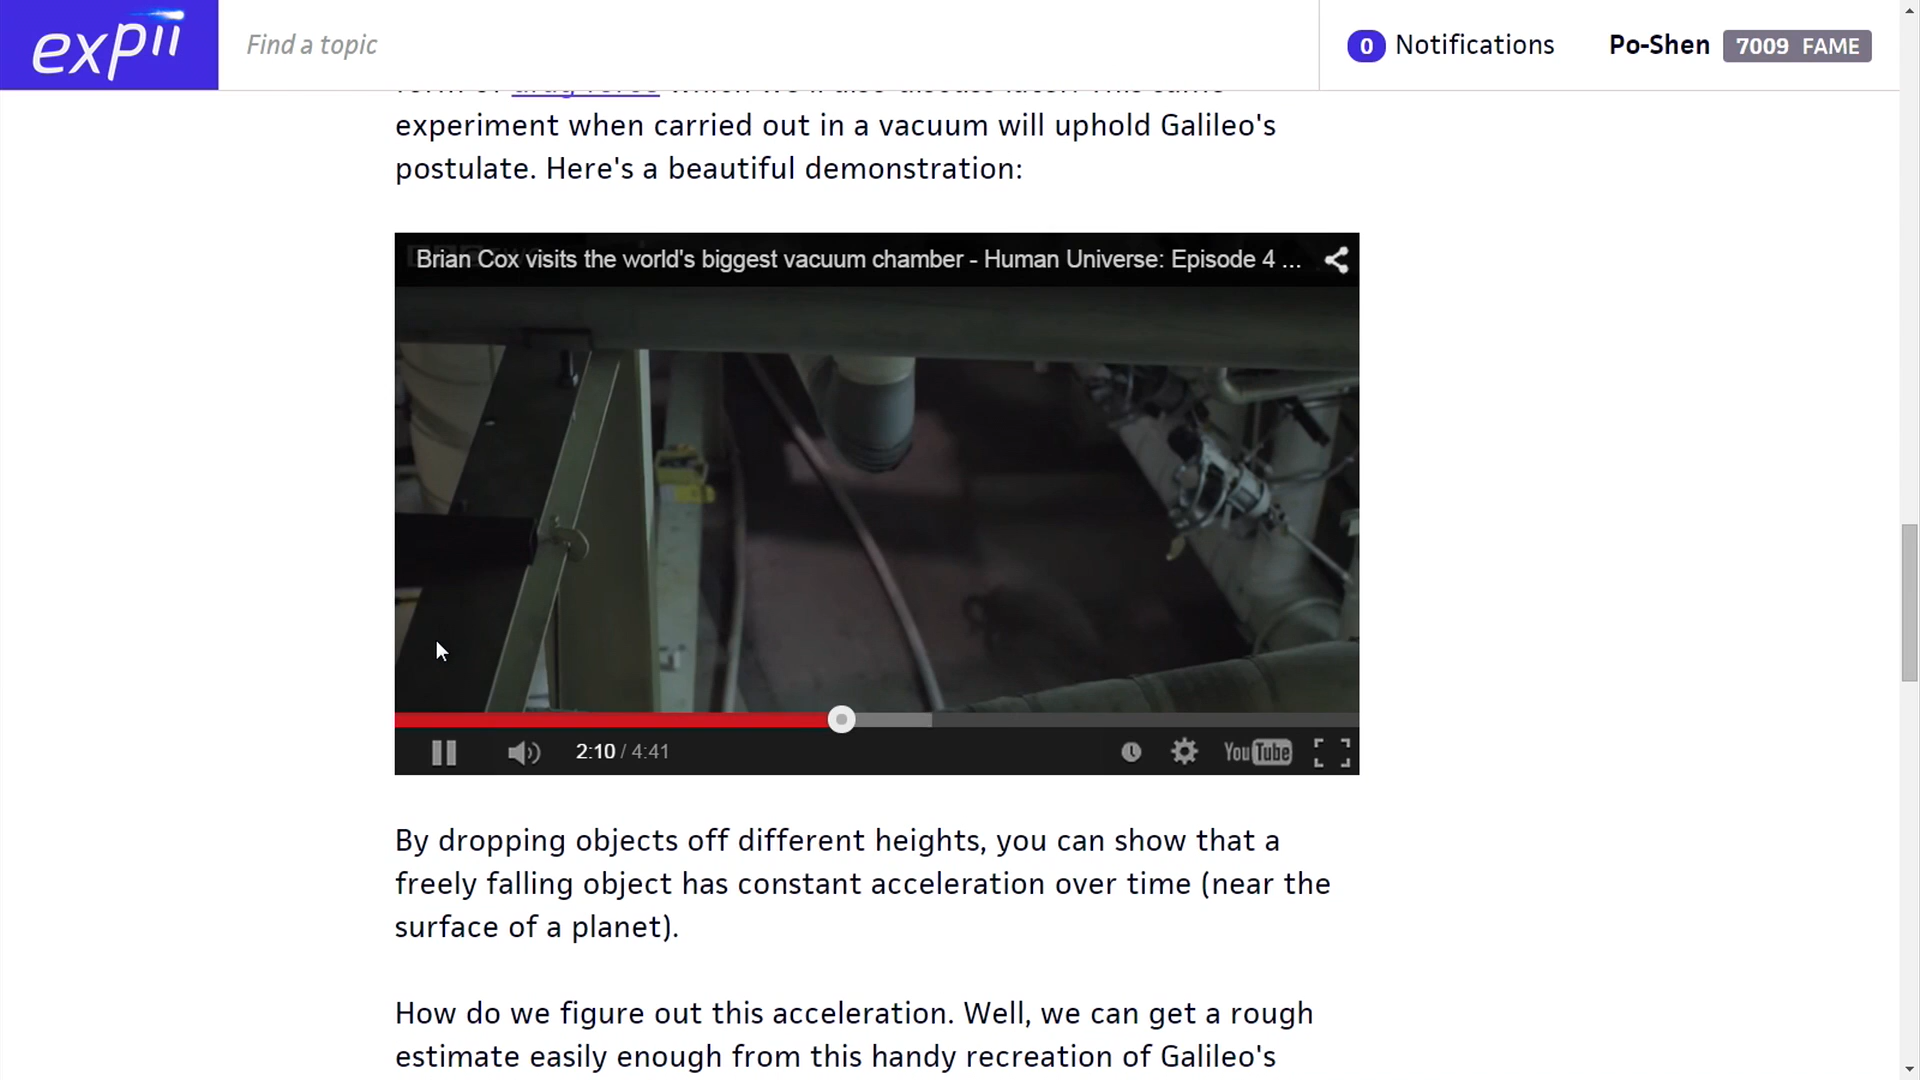 expii
Find a topic
0 Notifications
Po-Shen
7009 FAME
experiment when carried out in a vacuum will uphold Galileo's
postulate. Here's a beautiful demonstration:
Brian Cox visits the world's biggest vacuum chamber - Human Universe: Episode 4 ...
2:10 / 4:41
YouTube
By dropping objects off different heights, you can show that a
freely falling object has constant acceleration over time (near the
surface of a planet).
How do we figure out this acceleration. Well, we can get a rough
estimate easily enough from this handy recreation of Galileo's